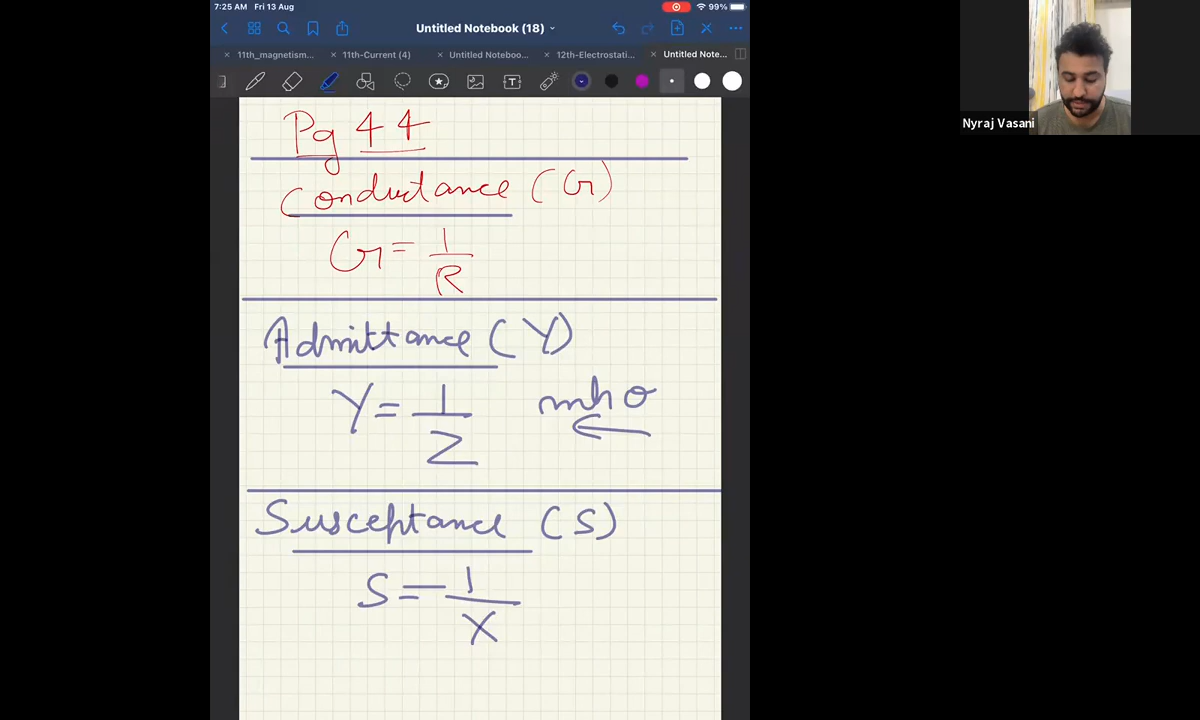 7:25 AM Fri 13 Aug
99%
Untitled Notebook (18)
11th_magnetism...
11th-Current (4)
Untitled Noteboo...
12th-Electrostati...
Untitled Note...
Nyraj Vasani
Pg 44
Conductance (G)
G = 1/R
Admittance (Y)
Y = 1/Z mho
Susceptance (S)
S = 1/X